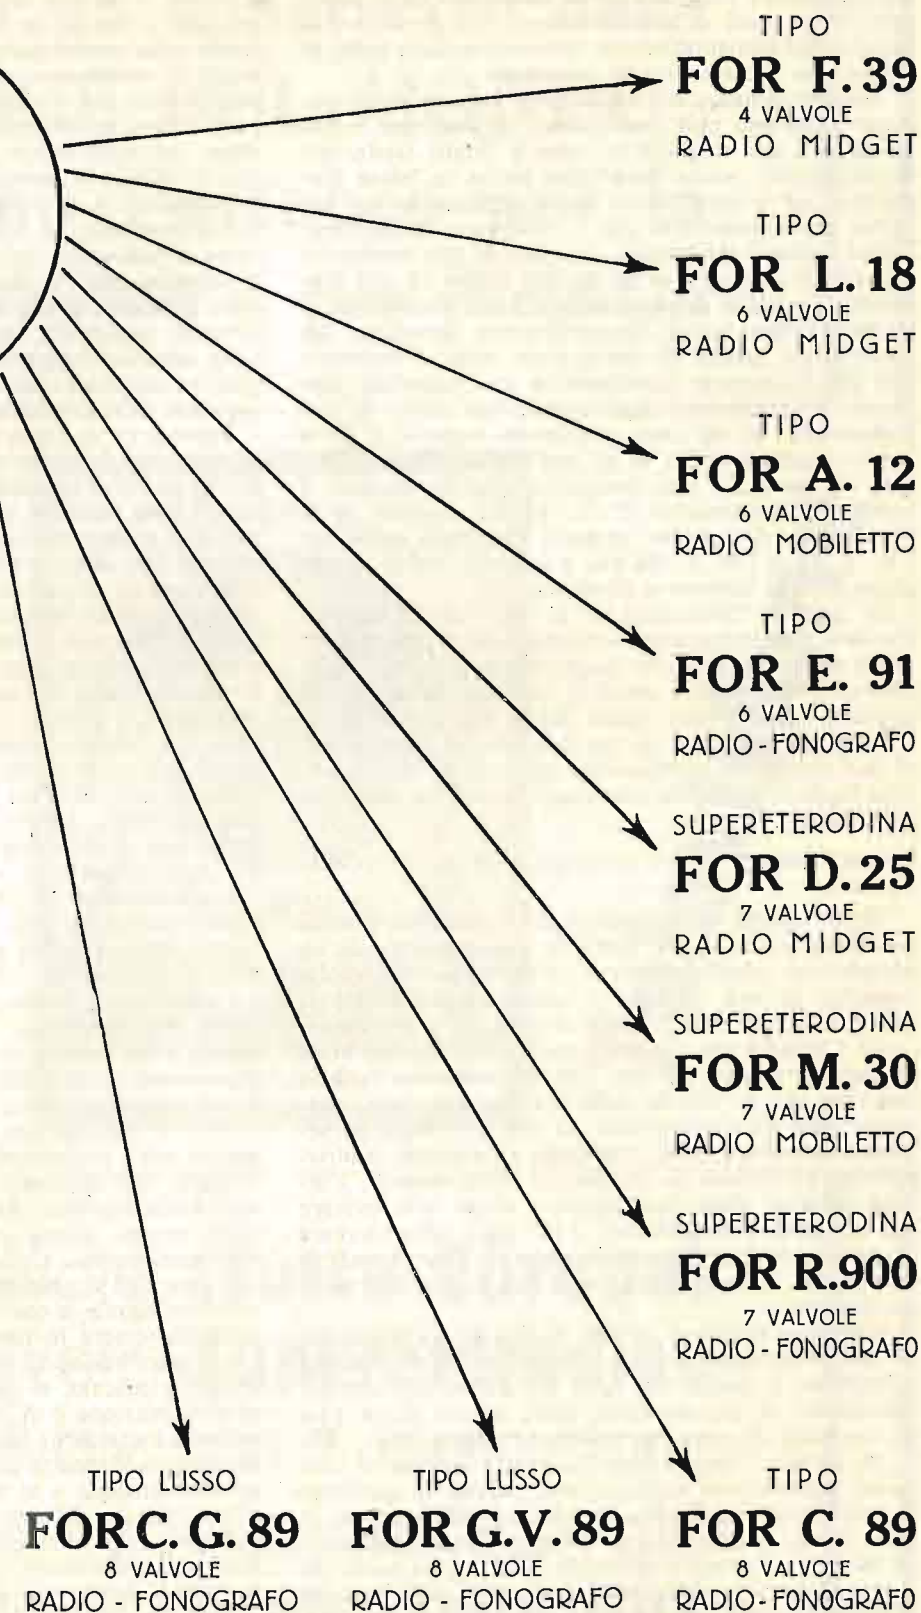 TIPO
FOR F. 39
4 VALVOLE
RADIO MIDGET
TIPO
FOR L. 18
6 VALVOLE
RADIO MIDGET
TIPO
FOR A. 12
6 VALVOLE
RADIO MOBILETTO
TIPO
FOR E. 91
6 VALVOLE
RADIO - FONOGRAFO
SUPERETERODINA
FOR D. 25
7 VALVOLE
RADIO MIDGET
SUPERETERODINA
FOR M. 30
7 VALVOLE
RADIO MOBILETTO
SUPERETERODINA
FOR R.900
7 VALVOLE
RADIO - FONOGRAFO
TIPO LUSSO
FOR C. G. 89
8 VALVOLE
RADIO - FONOGRAFO
TIPO LUSSO
FOR G.V. 89
8 VALVOLE
RADIO - FONOGRAFO
TIPO
FOR C. 89
8 VALVOLE
RADIO - FONOGRAFO